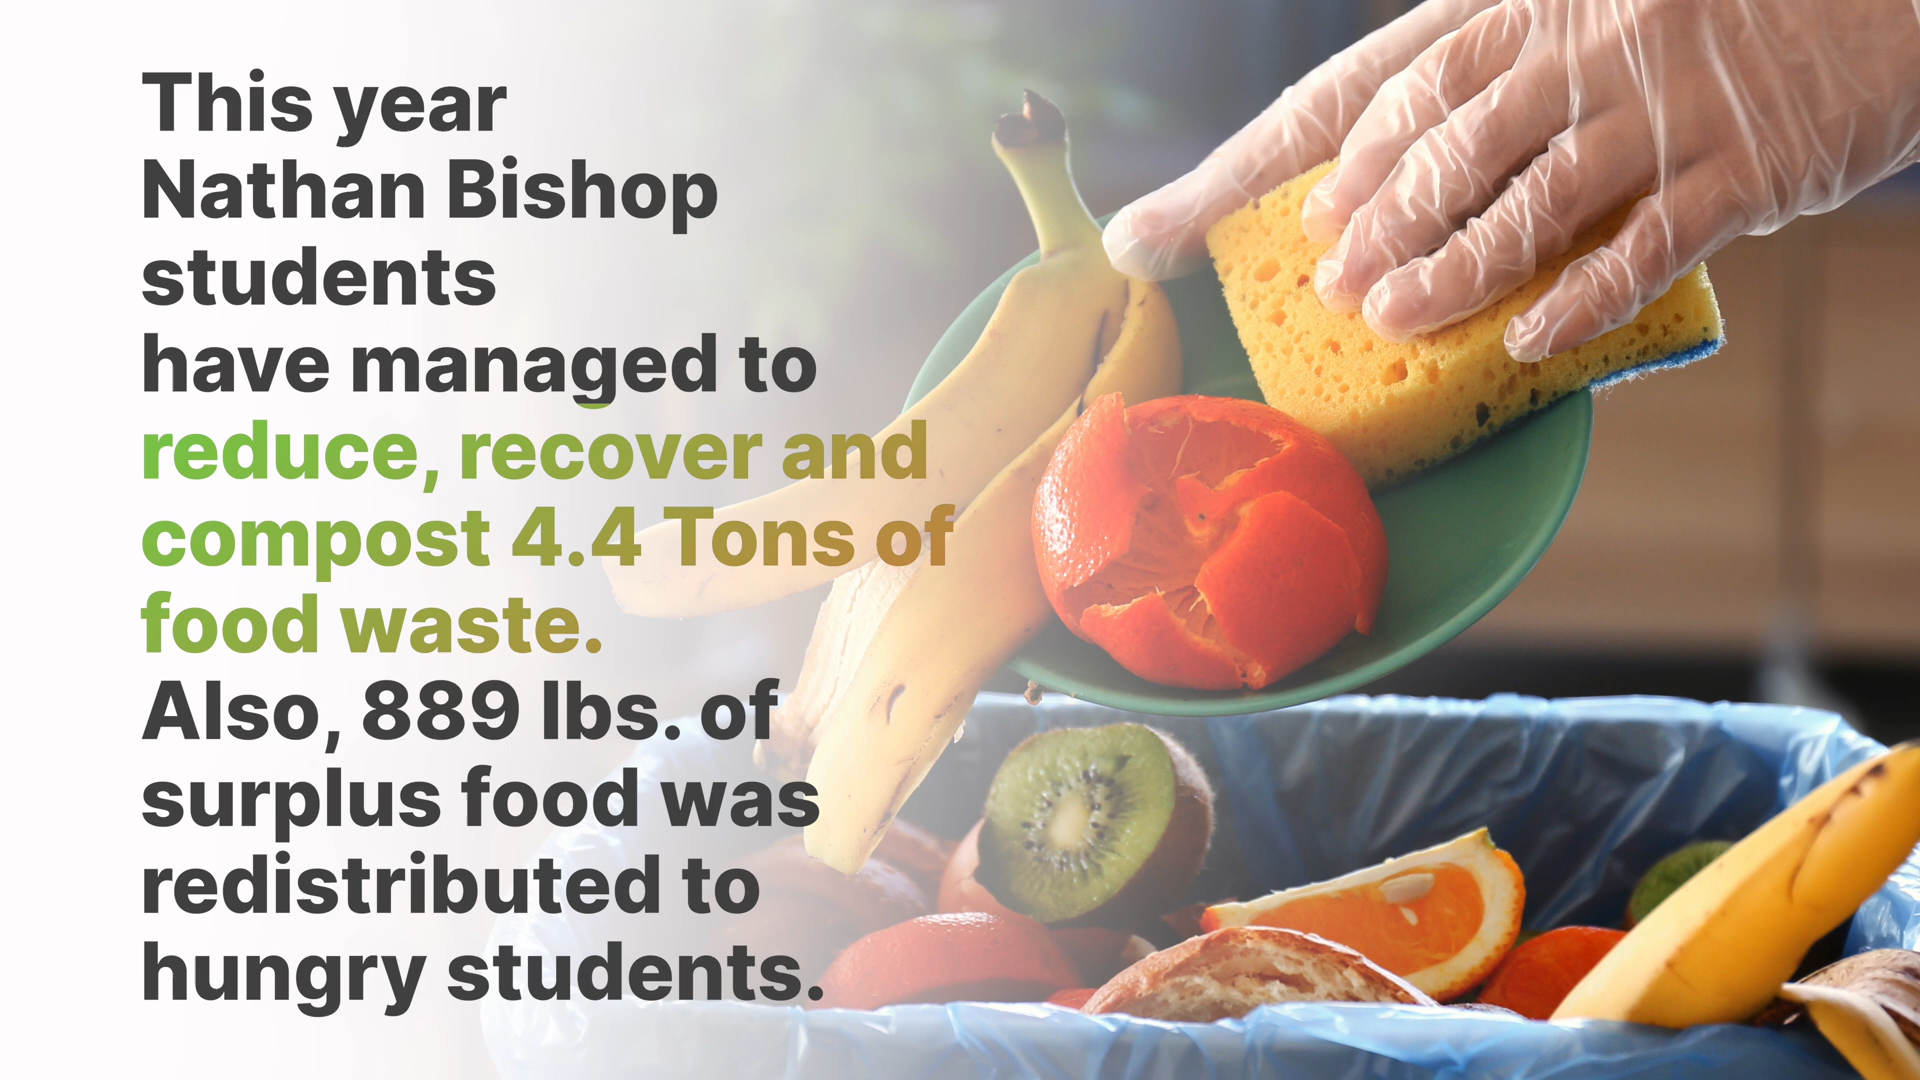 This year
Nathan Bishop
students
have managed to
reduce, recover and
compost 4.4 Tons of
food waste.
Also, 889 lbs. of
surplus food was
redistributed to
hungry students.